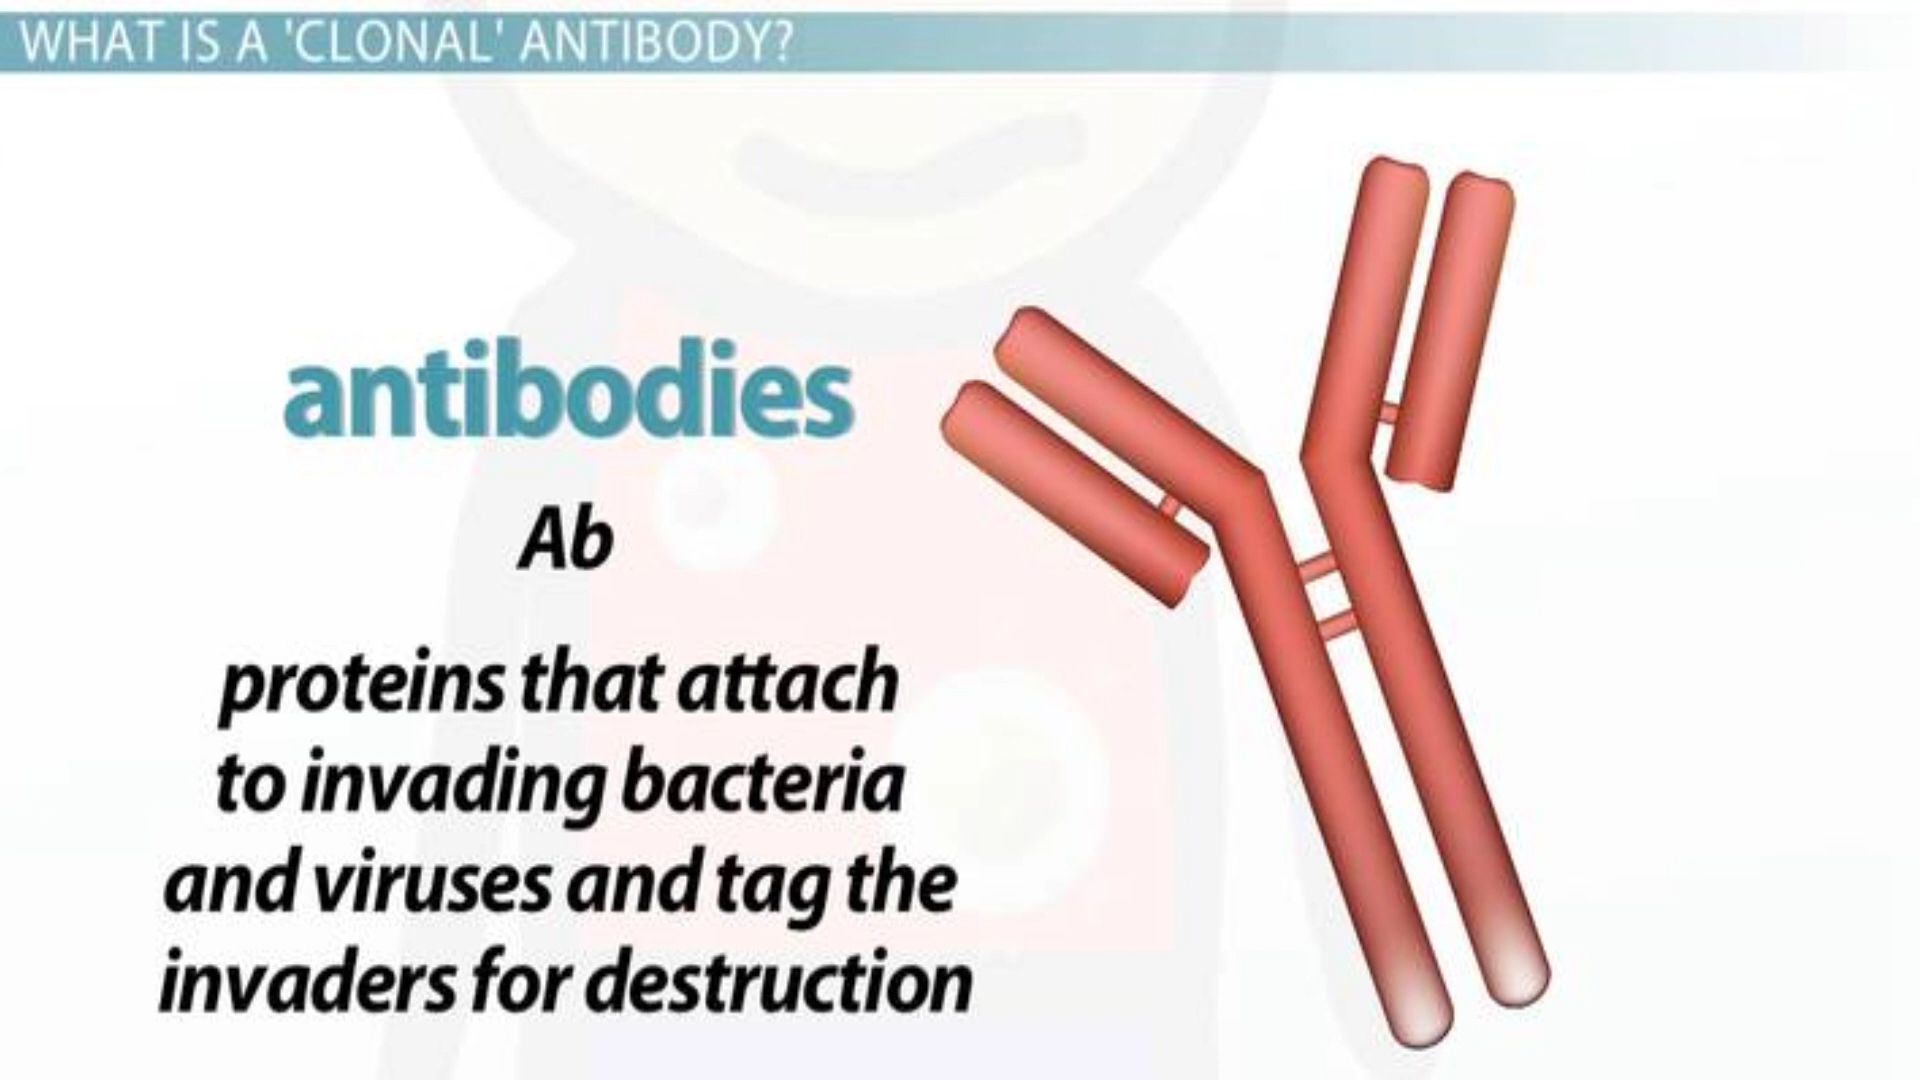 WHAT IS A 'CLONAL' ANTIBODY?
antibodies
Ab
proteins that attach
to invading bacteria
and viruses and tag the
invaders for destruction